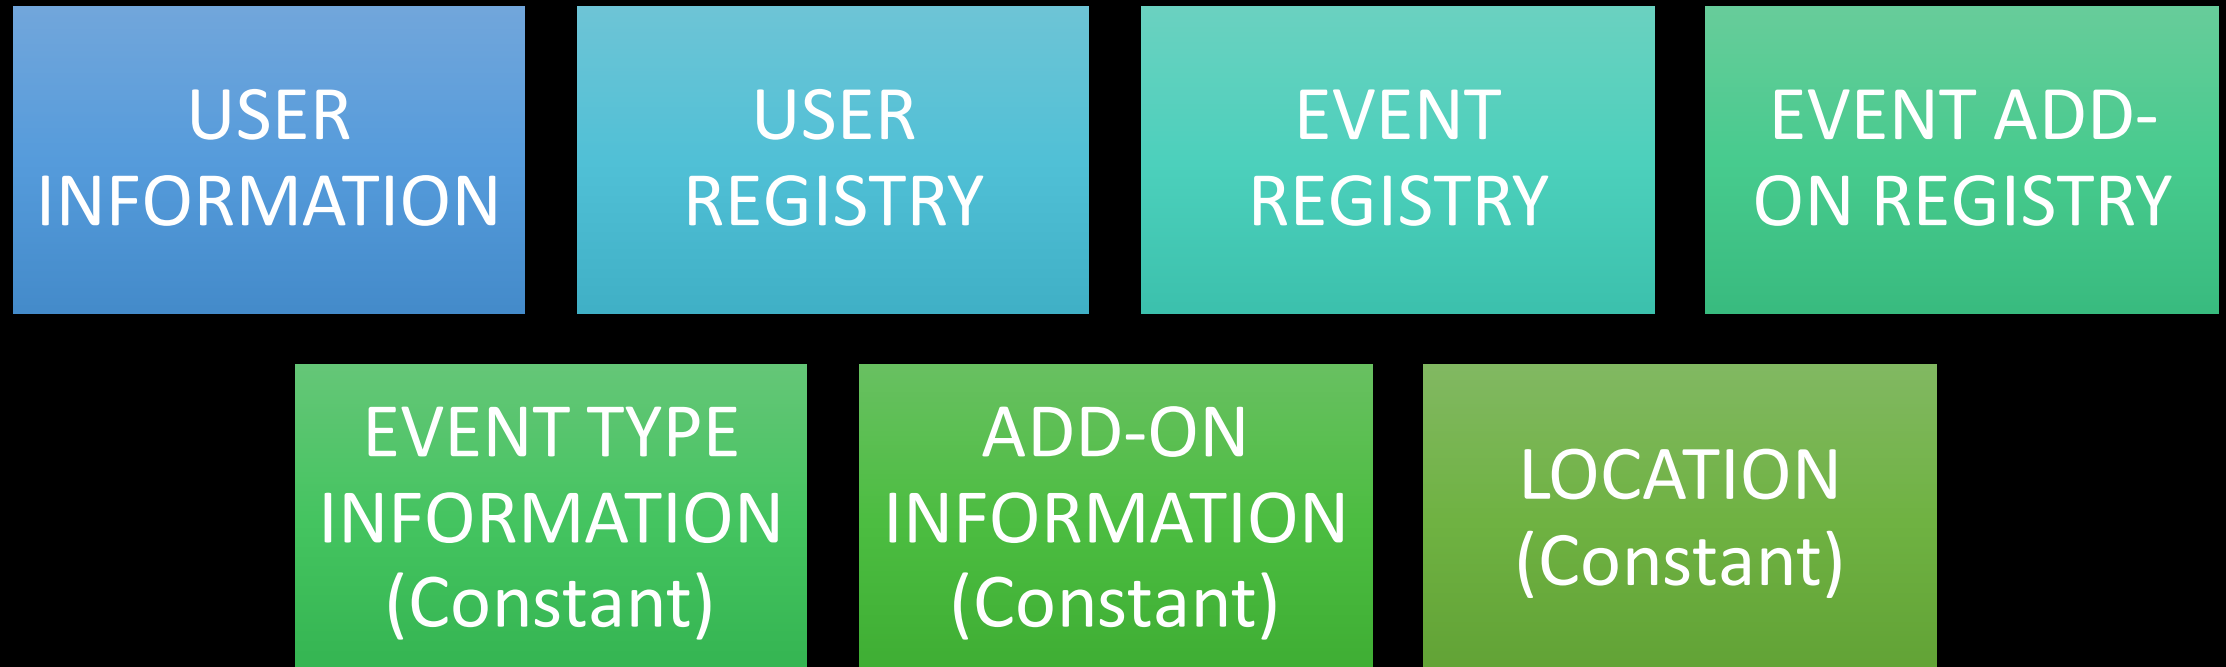 USER
INFORMATION
USER
REGISTRY
EVENT
REGISTRY
EVENT ADD-
ON REGISTRY
EVENT TYPE
INFORMATION
(Constant)
ADD-ON
INFORMATION
(Constant)
LOCATION
(Constant)